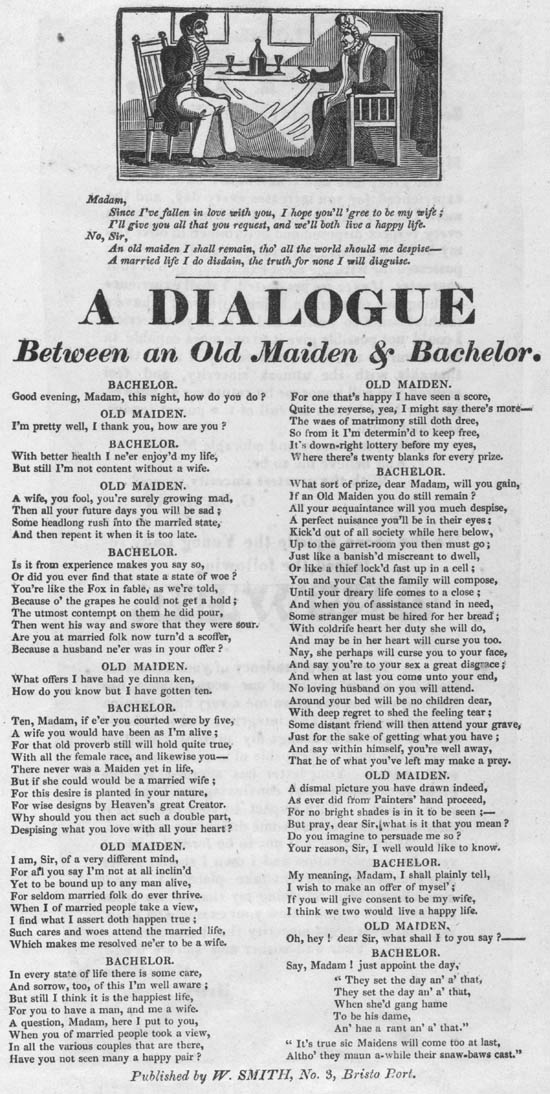 Madam,
Since I've fallen in love with you, I hope you'll 'gree to be my wife;
I'll give you all that you request, and we'll both live a happy life.
No, Sir,
An old maiden I shall remain, tho' all the world should me despise—
A married life I do disdain, the truth for none I will disguise.
A DIALOGUE
Between an Old Maiden & Bachelor.
BACHELOR.
Good evening, Madam, this night, how do you do?
OLD MAIDEN.
I'm pretty well, I thank you, how are you?
BACHELOR.
With better health I ne'er enjoy'd my life,
But still I'm not content without a wife.
OLD MAIDEN.
A wife, you fool, you're surely growing mad,
Then all your future days you will be sad;
Some headlong rush into the married state,
And then repent it when it is too late.
BACHELOR.
Is it from experience makes you say so,
Or did you ever find that state a state of woe?
You're like the Fox in fable, as we're told,
Because o' the grapes he could not get a hold;
The utmost contempt on them he did pour,
Then went his way and swore that they were sour.
Are you at married folk now turn'd a scoffer,
Because a husband ne'er was in your offer?
OLD MAIDEN.
What offers I have had ye dinna ken,
How do you know but I have gotten ten.
BACHELOR.
Ten, Madam, if e'er you courted were by five,
A wife you would have been as I'm alive;
For that old proverb still will hold quite true,
With all the female race, and likewise you—
There never was a Maiden yet in life,
But if she would be a married wife;
For this desire is planted in your nature,
For wise designs by Heaven's great Creator.
Why should you then act such a double part,
Despising what you love with all your heart?
OLD MAIDEN.
I am, Sir, of a very different mind,
For all you say I'm not at all inclin'd
Yet to be bound up to any man alive,
For seldom married folk do ever thrive.
When I of married people take a view,
I find what I assert doth happen true;
Such cares and woes attend the married life,
Which makes me resolved ne'er to be a wife.
BACHELOR.
In every state of life there is some care,
And sorrow, too, of this I'm well aware;
But still I think it is the happiest life,
For you to have a man, and me a wife.
A question, Madam, here I put to you,
When you of married people took a view,
In all the various couples that are there,
Have you not seen many a happy pair?
OLD MAIDEN.
For one that's happy I have seen a score,
Quite the reverse, yea, I might say there's more—
The waes of matrimony still doth dree,
So from it I'm determin'd to keep free,
It's down-right lottery before my eyes,
Where there's twenty blanks for every prize.
BACHELOR.
What sort of prize, dear Madam, will you gain,
If an Old Maiden you do still remain?
All your acquaintance will you much despise,
A perfect nuisance you'll be in their eyes;
Kick'd out of all society while here below,
Up to the garret-room you then must go;
Just like a banish'd miscreant to dwell,
Or like a thief lock'd fast up in a cell;
You and your Cat the family will compose,
Until your dreary life comes to a close;
And when you of assistance stand in need,
Some stranger must be hired for her bread;
With coldrife heart her duty she will do,
And may be in her heart will curse you too.
Nay, she perhaps will curse you to your face,
And say you're to your sex a great disgrace;
And when at last you come unto your end,
No loving husband on you will attend.
Around your bed will be no children dear,
With deep regret to shed the feeling tear;
Some distant friend will then attend your grave,
Just for the sake of getting what you have;
And say within himself, you're well away,
That he of what you've left may make a prey.
OLD MAIDEN.
A dismal picture you have drawn indeed,
As ever did from Painters' hand proceed,
For no bright shades is in it to be seen;—
But pray, dear Sir, what is it that you mean?
Do you imagine to persuade me so?
Your reason, Sir, I well would like to know.
BACHELOR.
My meaning, Madam, I shall plainly tell,
I wish to make an offer of mysel';
If you will give consent to be my wife,
I think we two would live a happy life.
OLD MAIDEN.
Oh, hey! dear Sir, what shall I to you say?—
BACHELOR.
Say, Madam! just appoint the day,
"They set the day an' a' that,
They set the day an' a' that,
When she'd gang hame
To be his dame,
An' hae a rant an' a' that."
"It's true sic Maidens will come too at last,
Altho' they maun a-while their snaw-baws cast."
Published by W. SMITH, No. 3, Bristo Port.